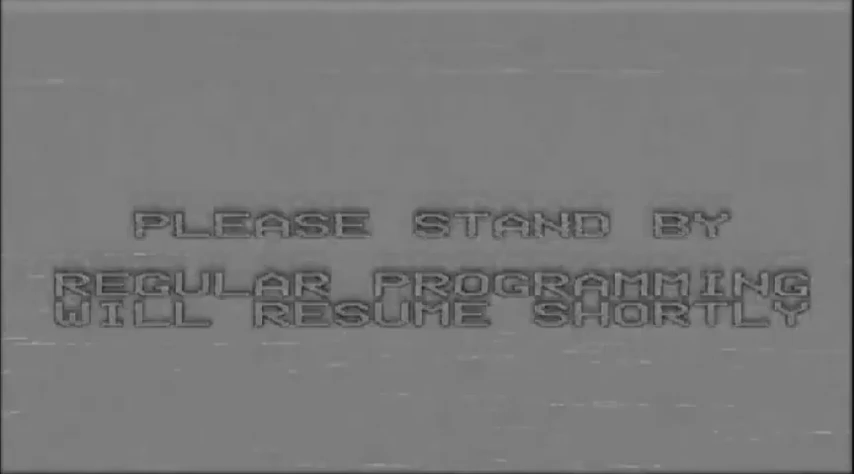 PLEASE STAND BY
REGULAR PROGRAMMING
WILL RESUME SHORTLY